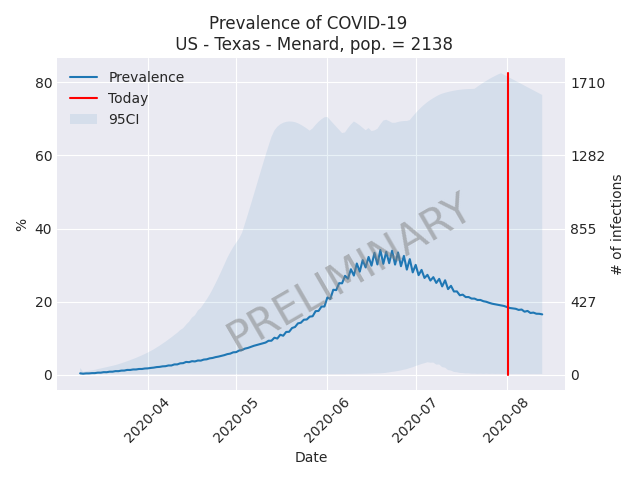 Prevalence of COVID-19
US - Texas - Menard, pop. = 2138
Prevalence
Today
95CI
PRELIMINARY
%
80
60
40
20
0
1710
1282
855
427
0
# of infections
2020-04
2020-05
2020-06
2020-07
2020-08
Date